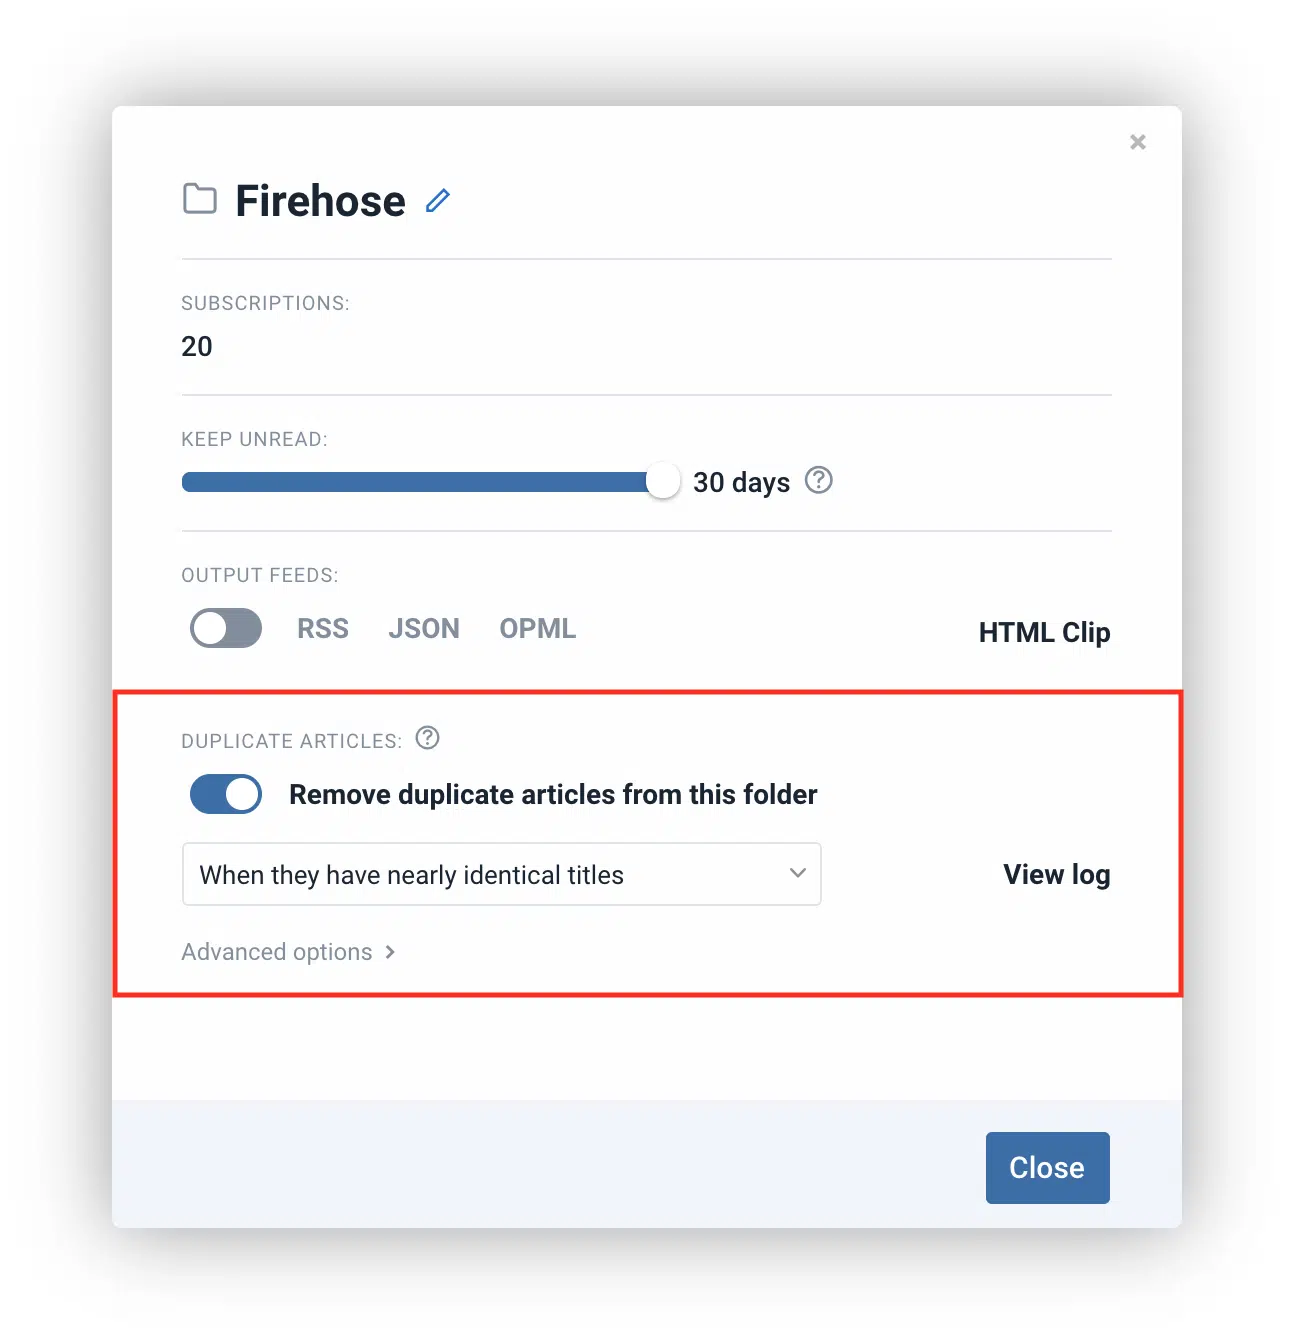 Firehose
SUBSCRIPTIONS:
20
KEEP UNREAD:
30 days
OUTPUT FEEDS:
RSS JSON OPML HTML Clip
DUPLICATE ARTICLES:
Remove duplicate articles from this folder
When they have nearly identical titles View log
Advanced options
Close